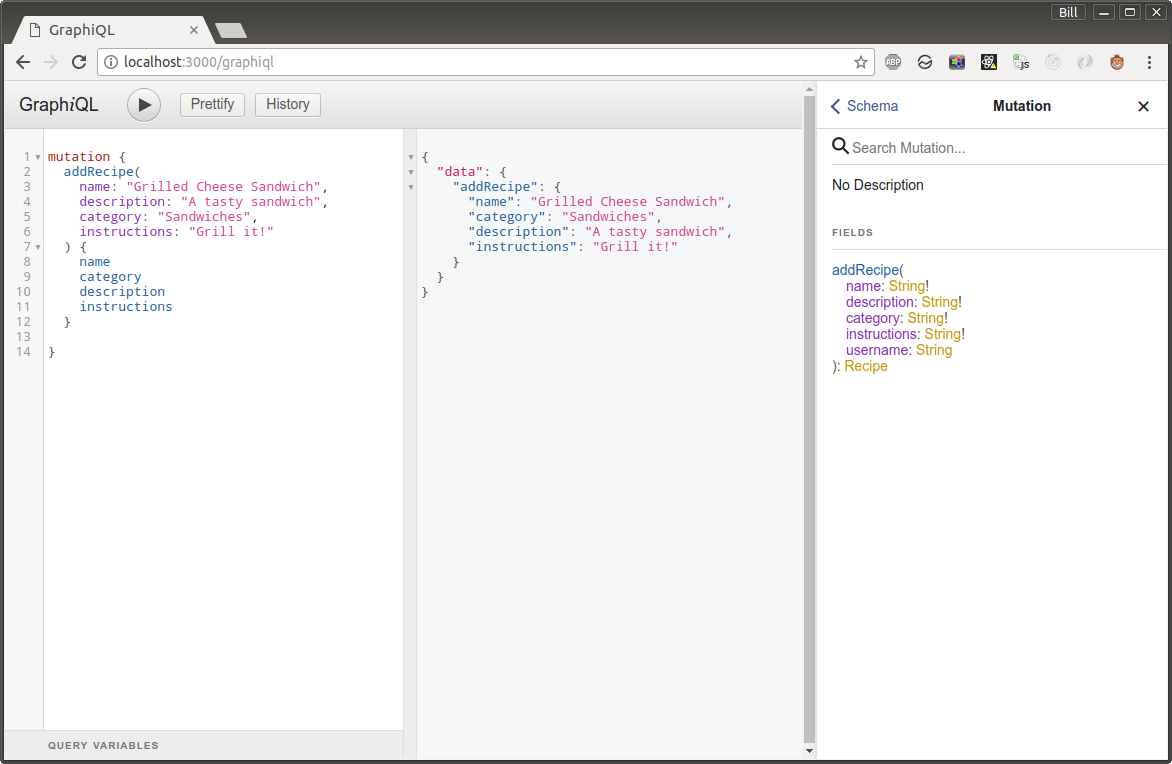 Bill
GraphiQL
localhost:3000/graphiql
ABP
JS
GraphiQL
Prettify
History
1 mutation {
2   addRecipe(
3     name: "Grilled Cheese Sandwich",
4     description: "A tasty sandwich",
5     category: "Sandwiches",
6     instructions: "Grill it!"
7   ) {
8     name
9     category
10     description
11     instructions
12   }
13
14 }
QUERY VARIABLES
{
  "data": {
    "addRecipe": {
      "name": "Grilled Cheese Sandwich",
      "category": "Sandwiches",
      "description": "A tasty sandwich",
      "instructions": "Grill it!"
    }
  }
}
Schema
Mutation
Search Mutation...
No Description
FIELDS
addRecipe(
name: String!
description: String!
category: String!
instructions: String!
username: String
): Recipe